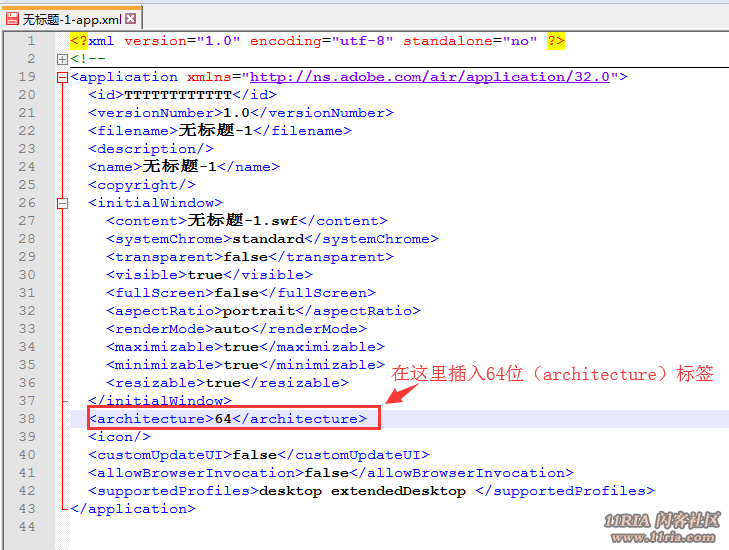 无标题-1-app.xml
1 <?xml version="1.0" encoding="utf-8" standalone="no" ?>
2 <!--
19 <application xmlns="http://ns.adobe.com/air/application/32.0">
20 <id>TTTTTTTTTTTT</id>
21 <versionNumber>1.0</versionNumber>
22 <filename>无标题-1</filename>
23 <description/>
24 <name>无标题-1</name>
25 <copyright/>
26 <initialWindow>
27 <content>无标题-1.swf</content>
28 <systemChrome>standard</systemChrome>
29 <transparent>false</transparent>
30 <visible>true</visible>
31 <fullScreen>false</fullScreen>
32 <aspectRatio>portrait</aspectRatio>
33 <renderMode>auto</renderMode>
34 <maximizable>true</maximizable>
35 <minimizable>true</minimizable>
36 <resizable>true</resizable>
在这里插入64位（architecture）标签
37 </initialWindow>
38 <architecture>64</architecture>
39 <icon/>
40 <customUpdateUI>false</customUpdateUI>
41 <allowBrowserInvocation>false</allowBrowserInvocation>
42 <supportedProfiles>desktop extendedDesktop </supportedProfiles>
43 </application>
44
11RIA 闪客社区
www.11ria.com